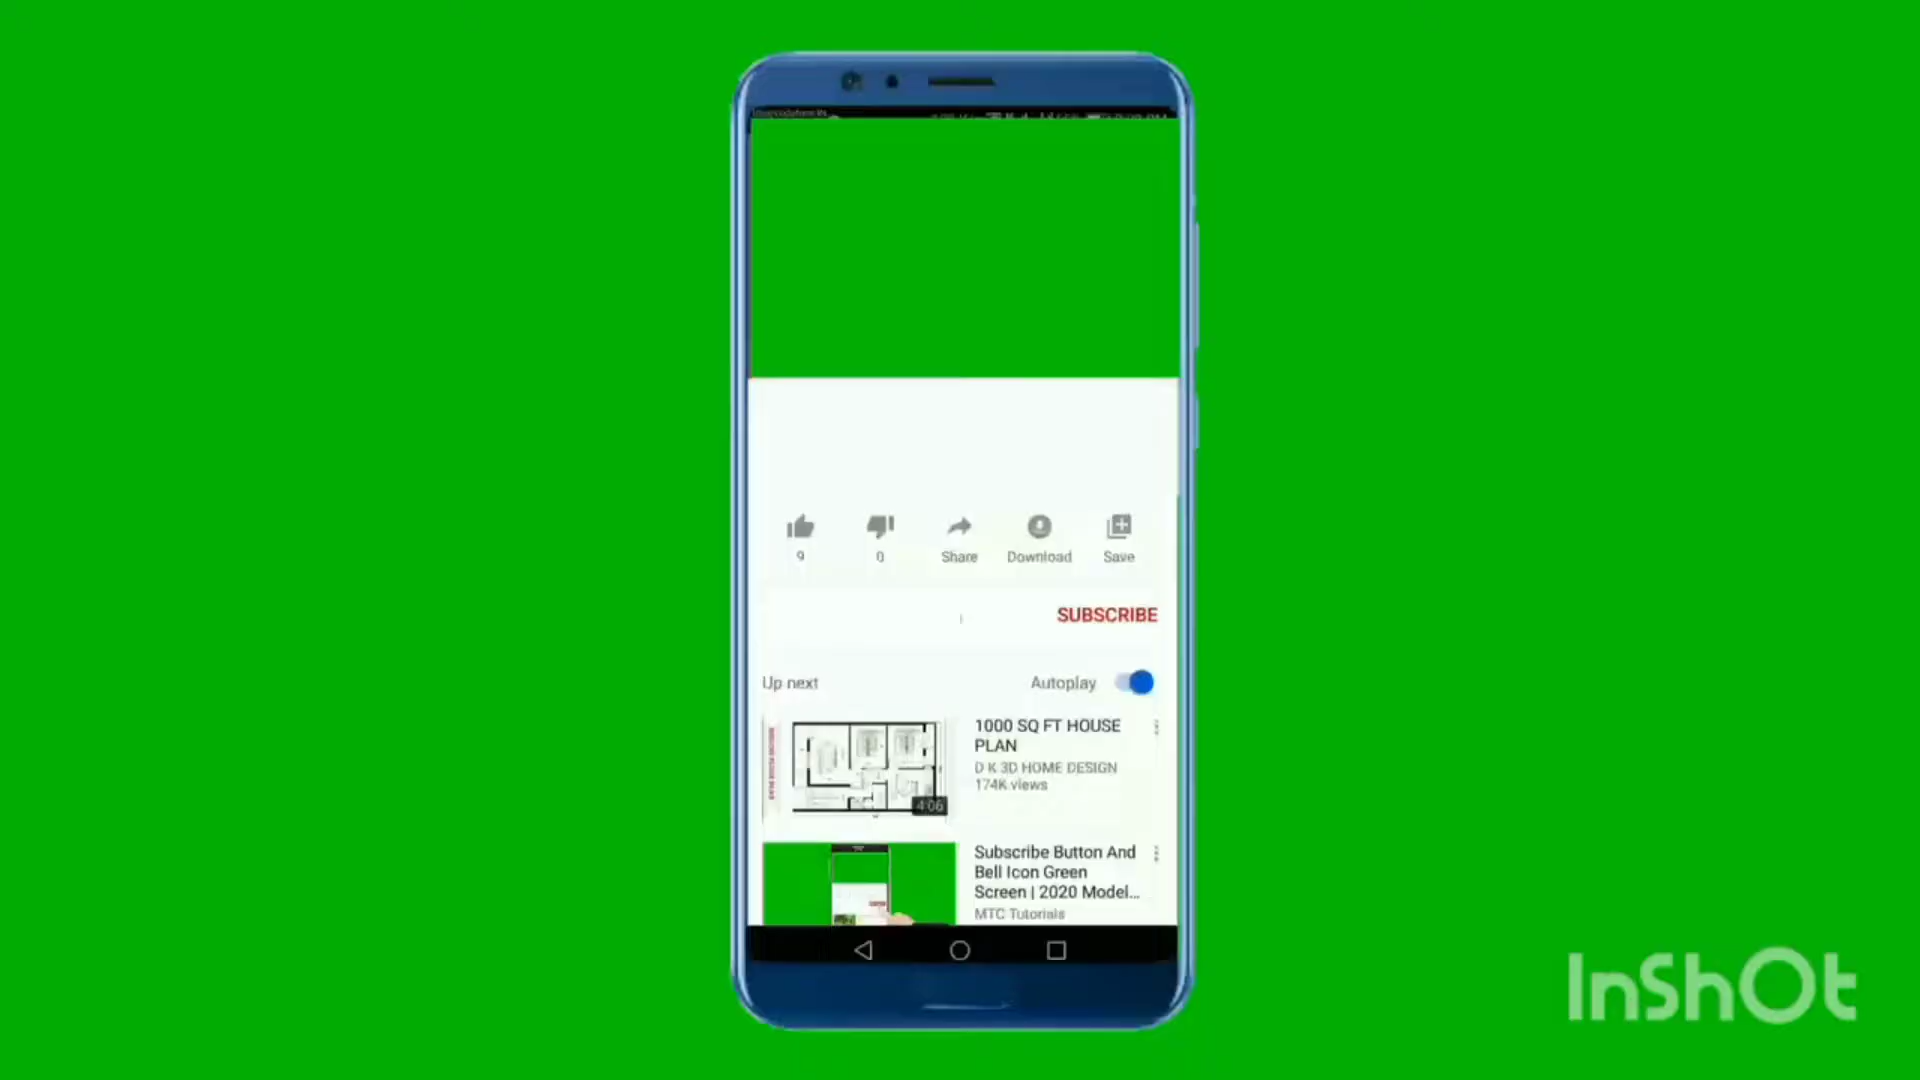 9
0
Share
Download
Save
SUBSCRIBE
Up next
Autoplay
1000 SQ FT HOUSE
PLAN
D K 3D HOME DESIGN
174K views
4:06
Subscribe Button And
Bell Icon Green
Screen | 2020 Model...
MTC Tutorials
InShOt